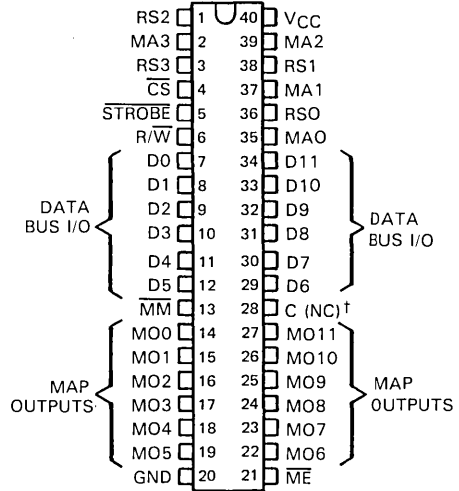 RS2 1 40 VCC
MA3 2 39 MA2
RS3 3 38 RS1
CS 4 37 MA1
STROBE 5 36 RS0
R/W 6 35 MA0
D0 7 34 D11
D1 8 33 D10
D2 9 32 D9
D3 10 31 D8
D4 11 30 D7
D5 12 29 D6
DATA
BUS I/O
DATA
BUS I/O
MM 13 28 C (NC)†
MO0 14 27 MO11
MO1 15 26 MO10
MO2 16 25 MO9
MO3 17 24 MO8
MO4 18 23 MO7
MO5 19 22 MO6
MAP
OUTPUTS
MAP
OUTPUTS
GND 20 21 ME